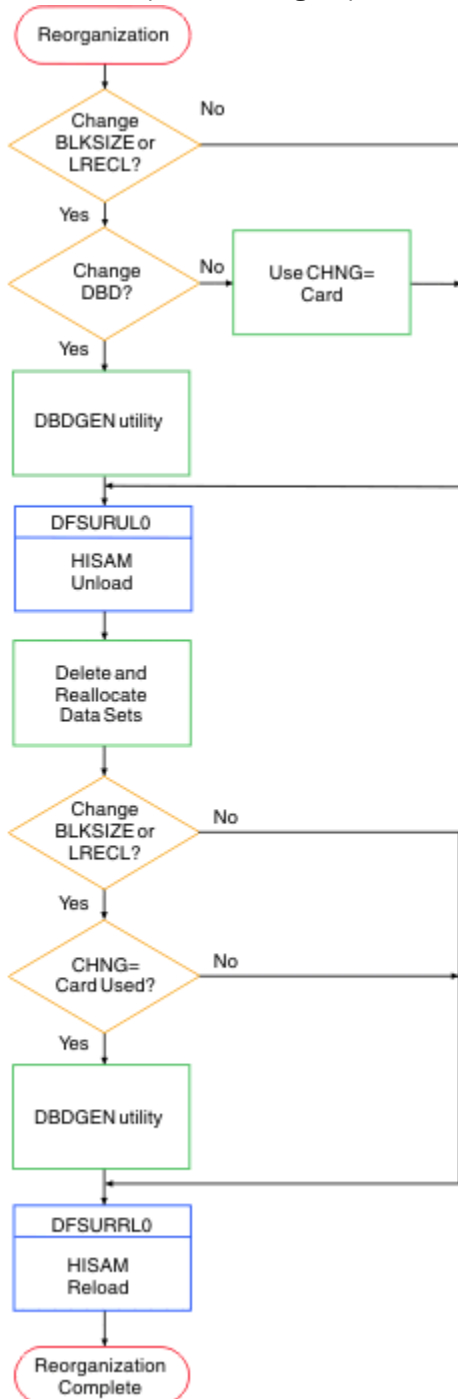 Reorganization
Change
BLKSIZE or
LRECL?
No
Yes
Change
DBD?
No
Use CHNG=
Card
Yes
DBDGEN utility
DFSURUL0
HISAM
Unload
Delete and
Reallocate
Data Sets
Change
BLKSIZE or
LRECL?
No
Yes
CHNG=
Card Used?
No
Yes
DBDGEN utility
DFSURRL0
HISAM
Reload
Reorganization
Complete